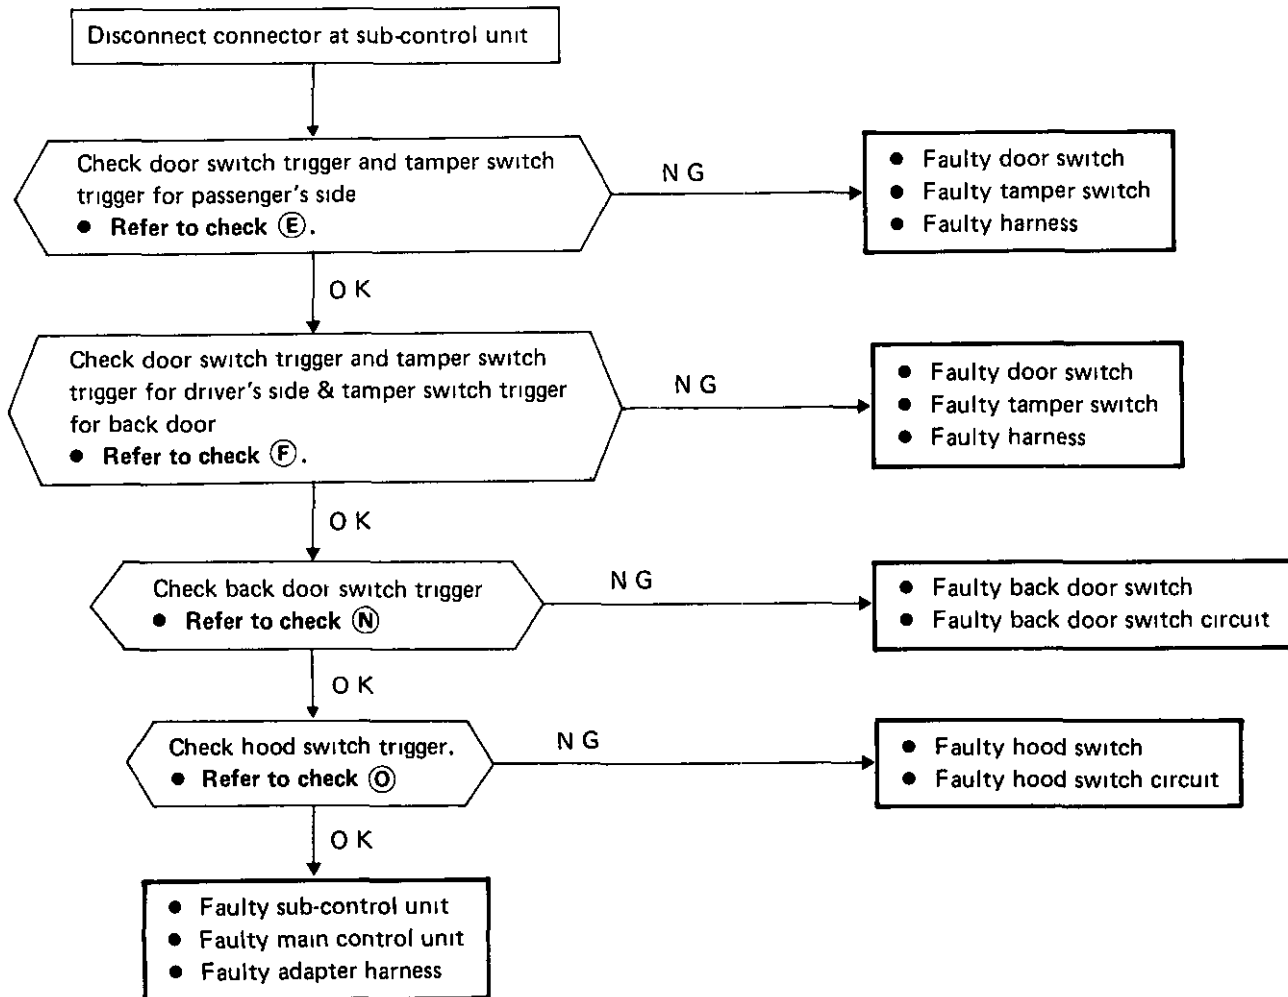 Disconnect connector at sub-control unit
Check door switch trigger and tamper switch
trigger for passenger's side
● Refer to check Ⓔ.
N G
● Faulty door switch
● Faulty tamper switch
● Faulty harness
O K
Check door switch trigger and tamper switch
trigger for driver's side & tamper switch trigger
for back door
● Refer to check Ⓕ.
N G
● Faulty door switch
● Faulty tamper switch
● Faulty harness
O K
Check back door switch trigger
● Refer to check Ⓝ
N G
● Faulty back door switch
● Faulty back door switch circuit
O K
Check hood switch trigger.
● Refer to check Ⓞ
N G
● Faulty hood switch
● Faulty hood switch circuit
O K
● Faulty sub-control unit
● Faulty main control unit
● Faulty adapter harness